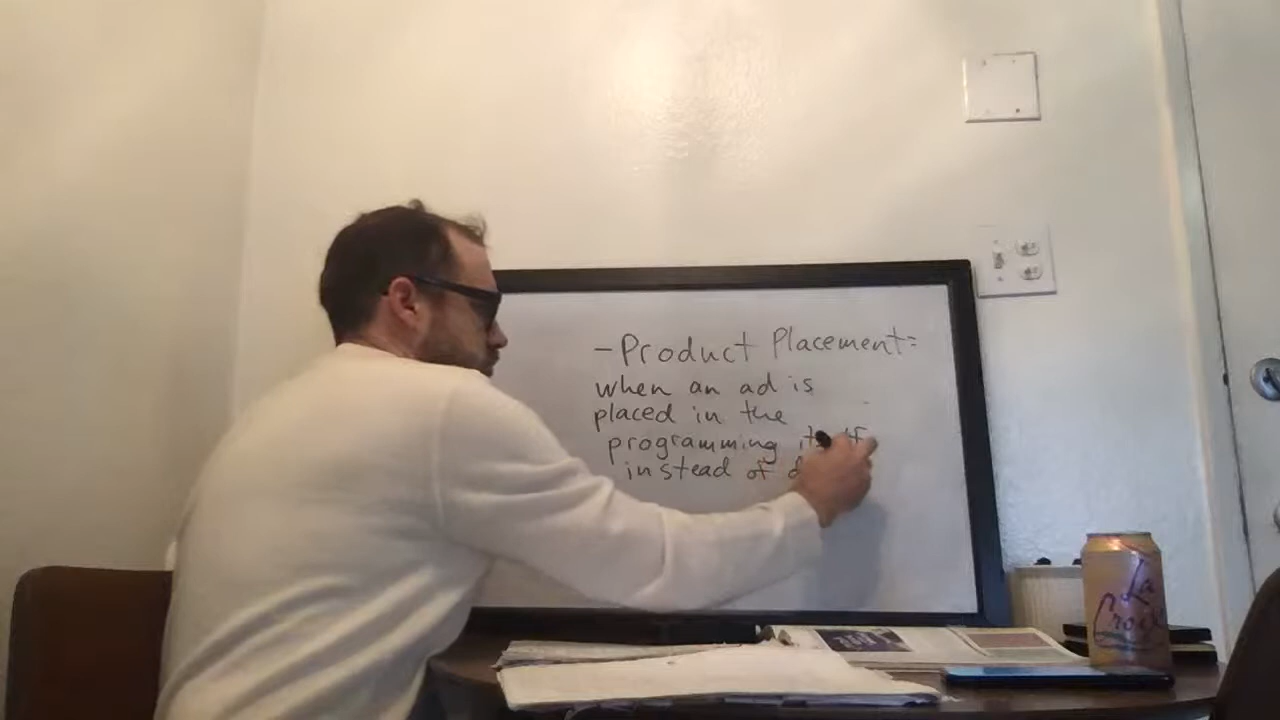 - Product Placement:
when an ad is
placed in the
programming itself
instead of
La
Croix